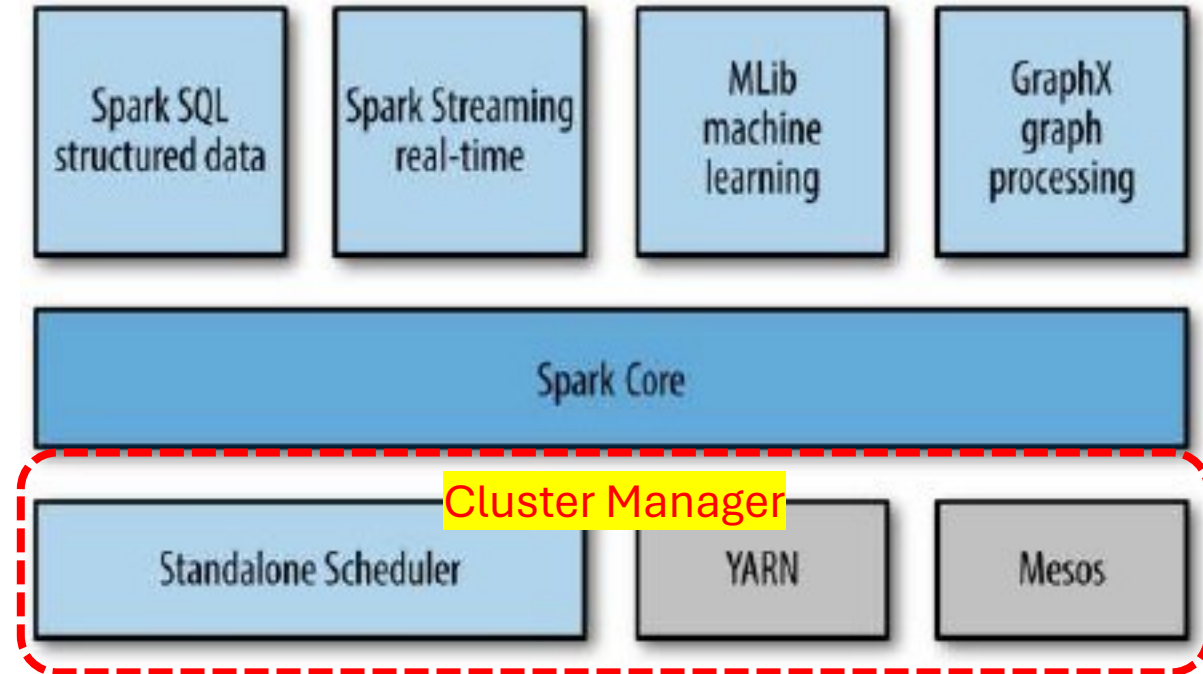 Spark SQL
structured data
Spark Streaming
real-time
MLib
machine
learning
GraphX
graph
processing
Spark Core
Cluster Manager
Standalone Scheduler
YARN
Mesos